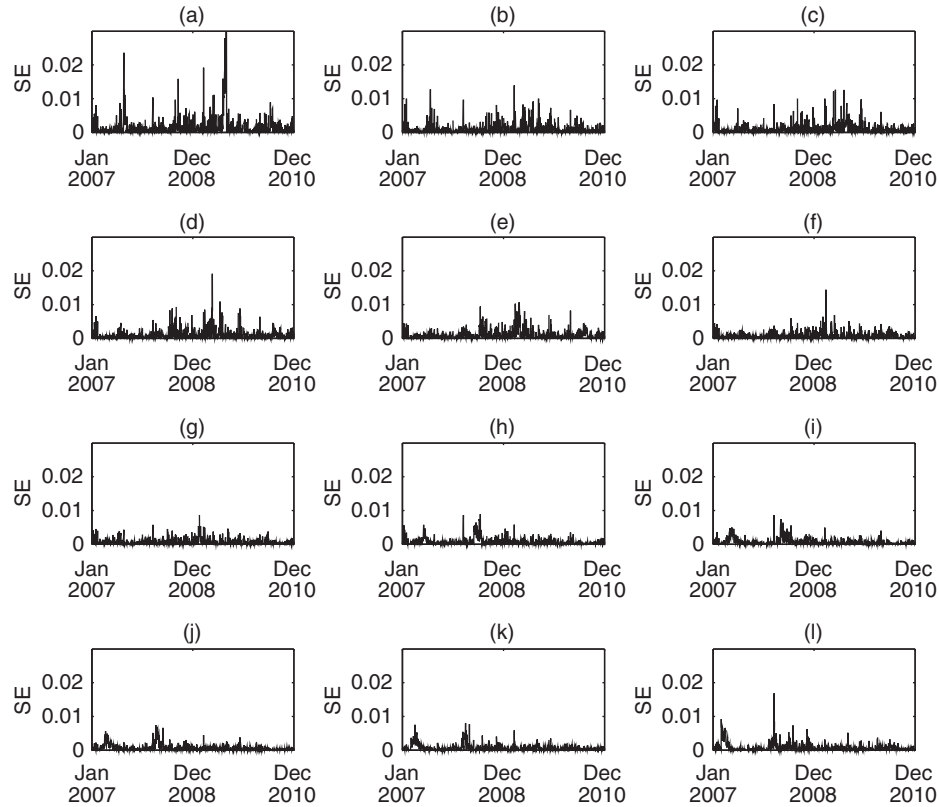 (a) (b) (c)
SE 0.02 0.01 0 SE 0.02 0.01 0 SE 0.02 0.01 0
Jan 2007 Dec 2008 Dec 2010 Jan 2007 Dec 2008 Dec 2010 Jan 2007 Dec 2008 Dec 2010
(d) (e) (f)
SE 0.02 0.01 0 SE 0.02 0.01 0 SE 0.02 0.01 0
Jan 2007 Dec 2008 Dec 2010 Jan 2007 Dec 2008 Dec 2010 Jan 2007 Dec 2008 Dec 2010
(g) (h) (i)
SE 0.02 0.01 0 SE 0.02 0.01 0 SE 0.02 0.01 0
Jan 2007 Dec 2008 Dec 2010 Jan 2007 Dec 2008 Dec 2010 Jan 2007 Dec 2008 Dec 2010
(j) (k) (l)
SE 0.02 0.01 0 SE 0.02 0.01 0 SE 0.02 0.01 0
Jan 2007 Dec 2008 Dec 2010 Jan 2007 Dec 2008 Dec 2010 Jan 2007 Dec 2008 Dec 2010